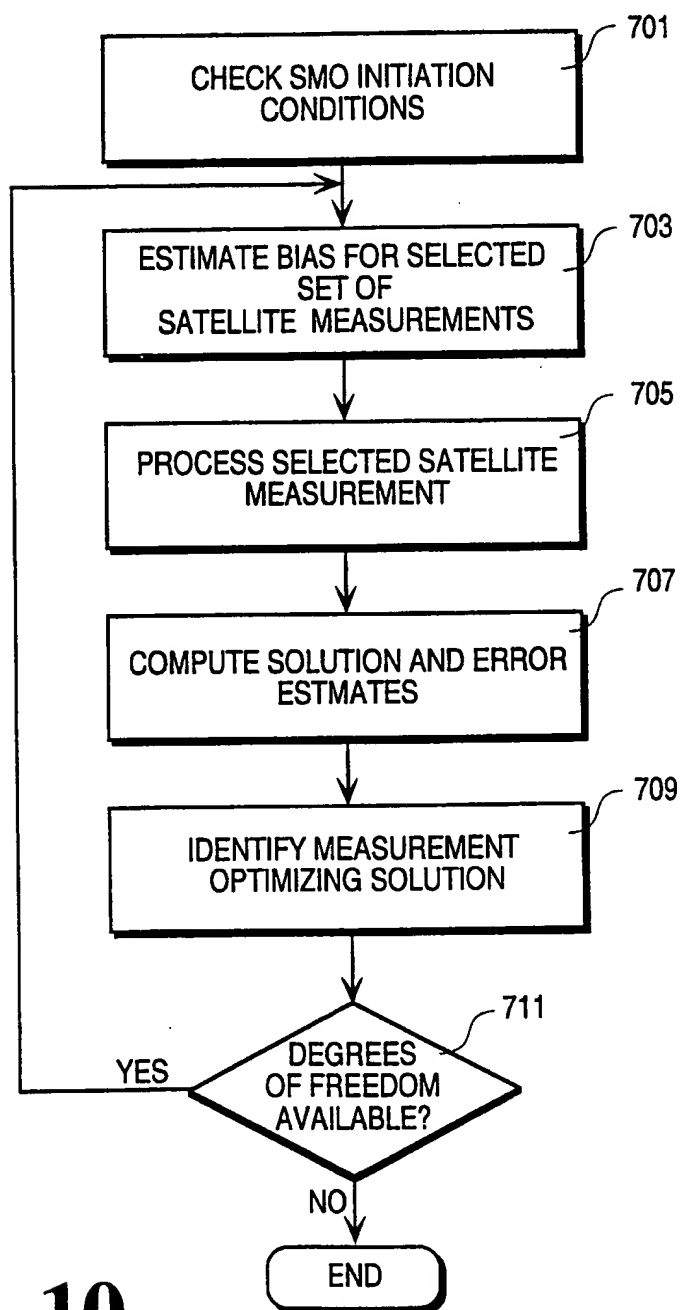 701
CHECK SMO INITIATION
CONDITIONS
703
ESTIMATE BIAS FOR SELECTED
SET OF
SATELLITE MEASUREMENTS
705
PROCESS SELECTED SATELLITE
MEASUREMENT
707
COMPUTE SOLUTION AND ERROR
ESTMATES
709
IDENTIFY MEASUREMENT
OPTIMIZING SOLUTION
711
DEGREES
OF FREEDOM
AVAILABLE?
YES
NO
END
10